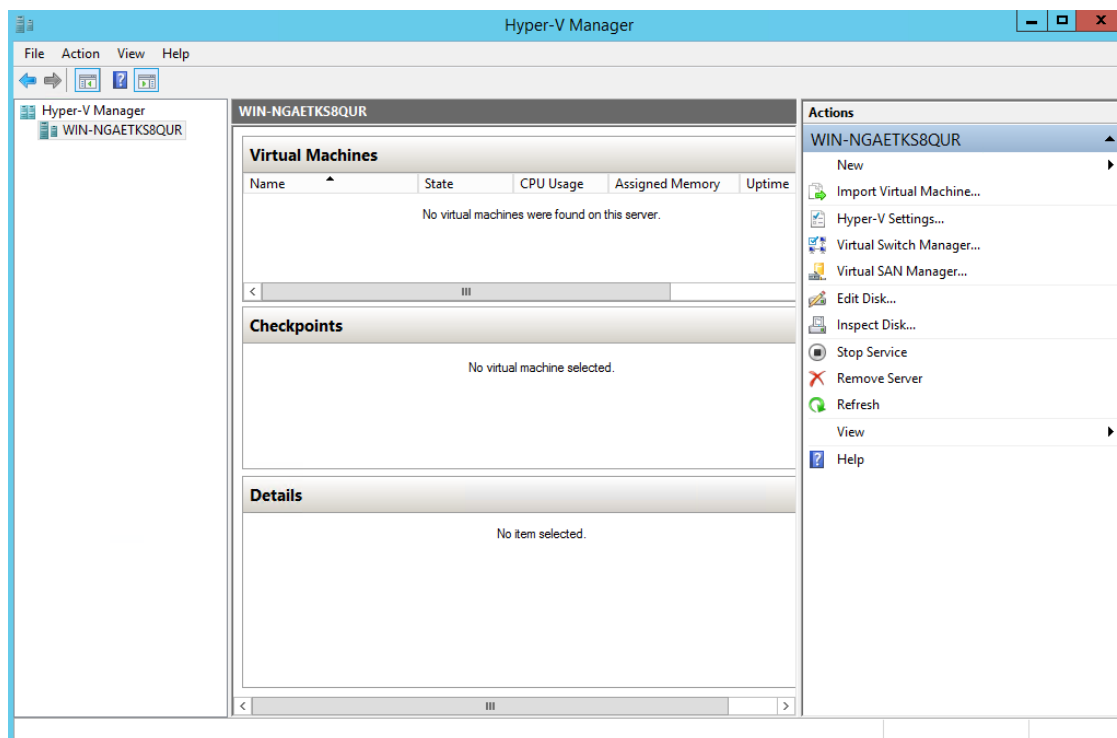 Hyper-V Manager
File Action View Help
Hyper-V Manager
WIN-NGAETKS8QUR
WIN-NGAETKS8QUR
Virtual Machines
Name State CPU Usage Assigned Memory Uptime
No virtual machines were found on this server.
Checkpoints
No virtual machine selected.
Details
No item selected.
Actions
WIN-NGAETKS8QUR
New
Import Virtual Machine...
Hyper-V Settings...
Virtual Switch Manager...
Virtual SAN Manager...
Edit Disk...
Inspect Disk...
Stop Service
Remove Server
Refresh
View
Help